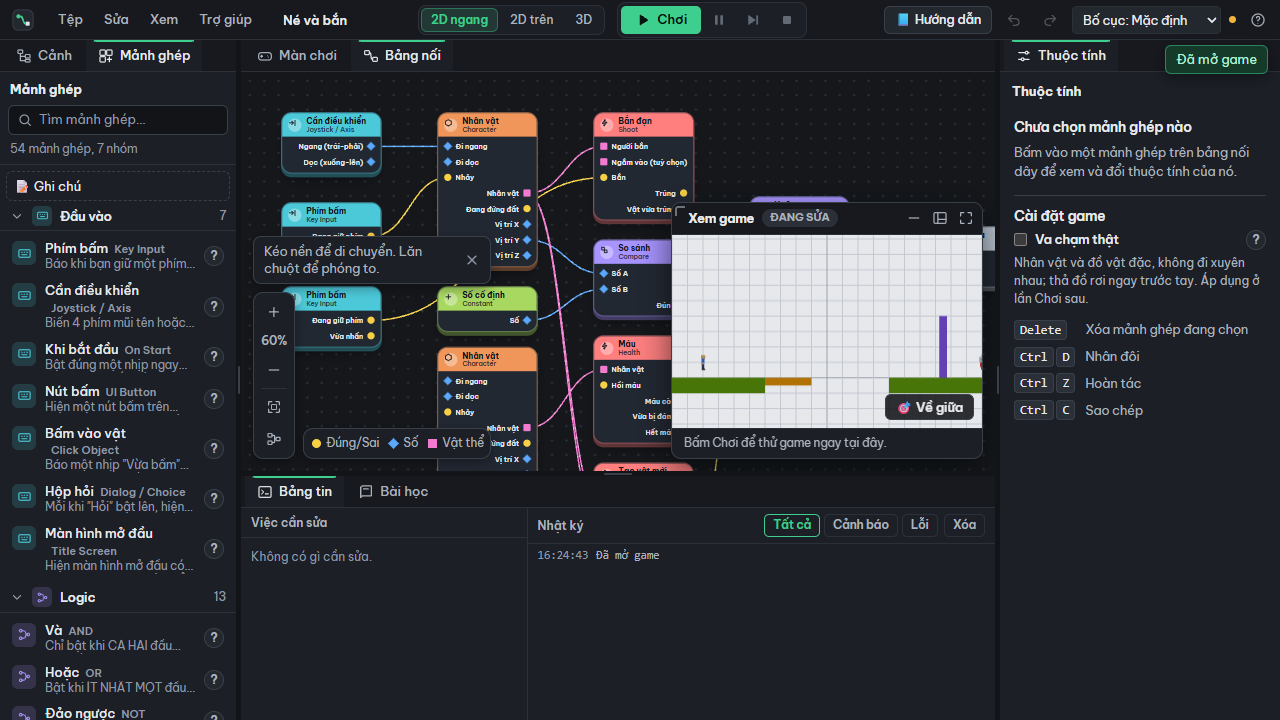 Tệp Sửa Xem Trợ giúp Né và bắn
2D ngang 2D trên 3D
Chơi
📘 Hướng dẫn
Bố cục: Mặc định
Cảnh Mảnh ghép
Màn chơi Bảng nối
Thuộc tính
Đã mở game
Mảnh ghép
Tìm mảnh ghép...
54 mảnh ghép, 7 nhóm
📝 Ghi chú
Đầu vào 7
Phím bấm Key Input
Báo khi bạn giữ một phím...
?
Cần điều khiển
Joystick / Axis
Biến 4 phím mũi tên hoặc...
?
Khi bắt đầu On Start
Bật đúng một nhịp ngay...
?
Nút bấm UI Button
Hiện một nút bấm trên...
?
Bấm vào vật
Click Object
Báo một nhịp "Vừa bấm"...
?
Hộp hỏi Dialog / Choice
Mỗi khi "Hỏi" bật lên, hiện...
?
Màn hình mở đầu
Title Screen
Hiện màn hình mở đầu có...
?
Logic 13
Và AND
Chỉ bật khi CẢ HAI đầu...
?
Hoặc OR
Bật khi ÍT NHẤT MỘT đầu...
?
Đảo ngược NOT
Cần điều khiển
Joystick / Axis
Ngang (trái-phải)
Dọc (xuống-lên)
Phím bấm
Key Input
Phím bấm
Key Input
Đang giữ phím
Vừa nhấn
Nhân vật
Character
Đi ngang
Đi dọc
Nhảy
Nhân vật
Đang đứng đất
Vị trí X
Vị trí Y
Vị trí Z
Số cố định
Constant
Số
Nhân vật
Character
Đi ngang
Đi dọc
Nhảy
Nhân vật
Vị trí X
Bắn đạn
Shoot
Người bắn
Ngắm vào (tuỳ chọn)
Bắn
Trúng
Vật vừa trúng
So sánh
Compare
Số A
Số B
Máu
Health
Nhân vật
Hồi máu
Kéo nền để di chuyển. Lăn
chuột để phóng to.
60%
Đúng/Sai Số Vật thể
Xem game ĐANG SỬA
🎯 Về giữa
Bấm Chơi để thử game ngay tại đây.
Bảng tin Bài học
Việc cần sửa
Không có gì cần sửa.
Nhật ký
Tất cả Cảnh báo Lỗi Xóa
16:24:43 Đã mở game
Thuộc tính
Chưa chọn mảnh ghép nào
Bấm vào một mảnh ghép trên bảng nối
dây để xem và đổi thuộc tính của nó.
Cài đặt game
Va chạm thật ?
Nhân vật và đồ vật đặc, không đi xuyên
nhau; thả đồ rơi ngay trước tay. Áp dụng ở
lần Chơi sau.
Delete Xóa mảnh ghép đang chọn
Ctrl D Nhân đôi
Ctrl Z Hoàn tác
Ctrl C Sao chép